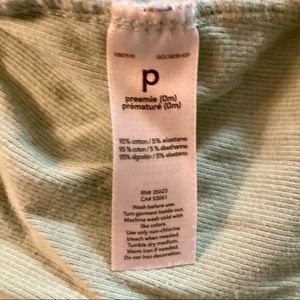 p
preemie (0m)
prématuré (0m)
95% cotton / 5% elastane
95% coton / 5% élasthanne
95% algodón / 5% elastano
RN# 35623
CA# 53061
Wash before use.
Turn garment inside out.
Machine wash cold with
like colors.
Use only non-chlorine
bleach when needed.
Tumble dry medium.
Warm iron if needed.
Do not iron decoration.